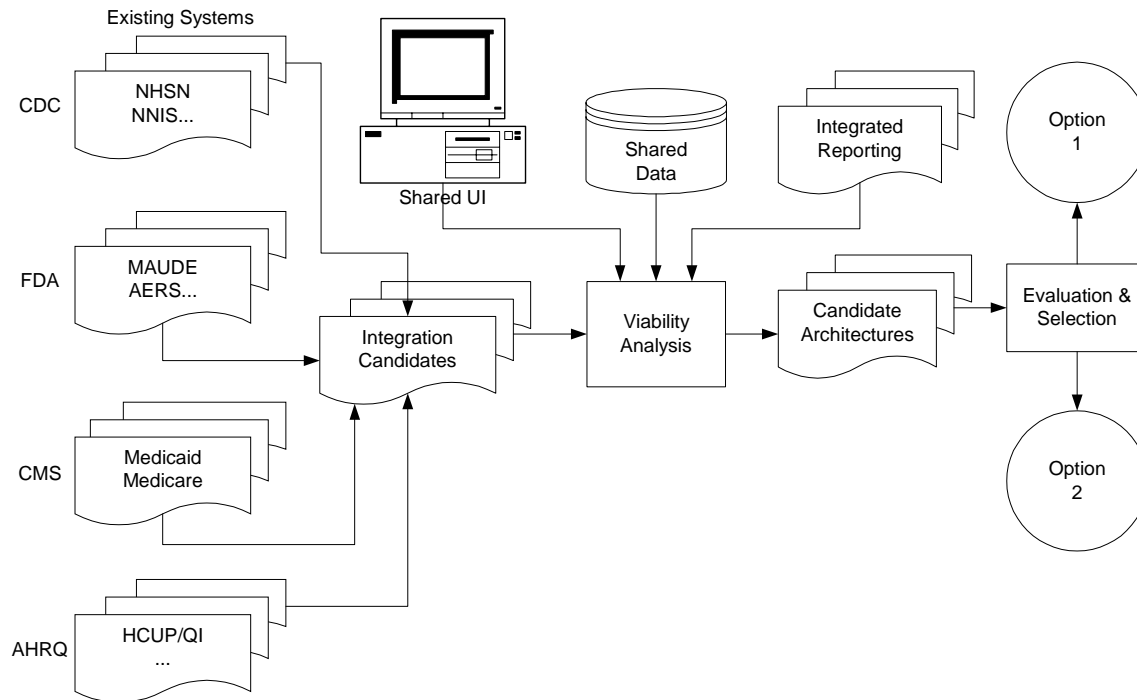 Existing Systems
CDC
NHSN
NNIS...
FDA
MAUDE
AERS...
CMS
Medicaid
Medicare
AHRQ
HCUP/QI
...
Integration
Candidates
Shared UI
Shared
Data
Integrated
Reporting
Viability
Analysis
Candidate
Architectures
Evaluation &
Selection
Option
1
Option
2